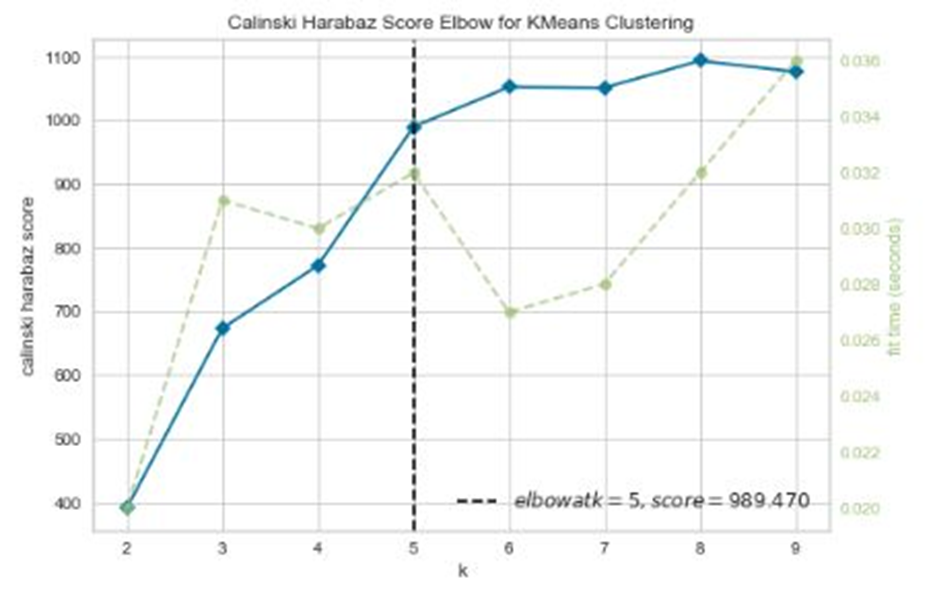 Calinski Harabaz Score Elbow for KMeans Clustering
calinski harabaz score
1100
1000
900
800
700
600
500
400
0.036
0.034
0.032
0.030
0.028
0.026
0.024
0.022
0.020
fit time (seconds)
elbowatk = 5, score = 989.470
2 3 4 5 6 7 8 9
k